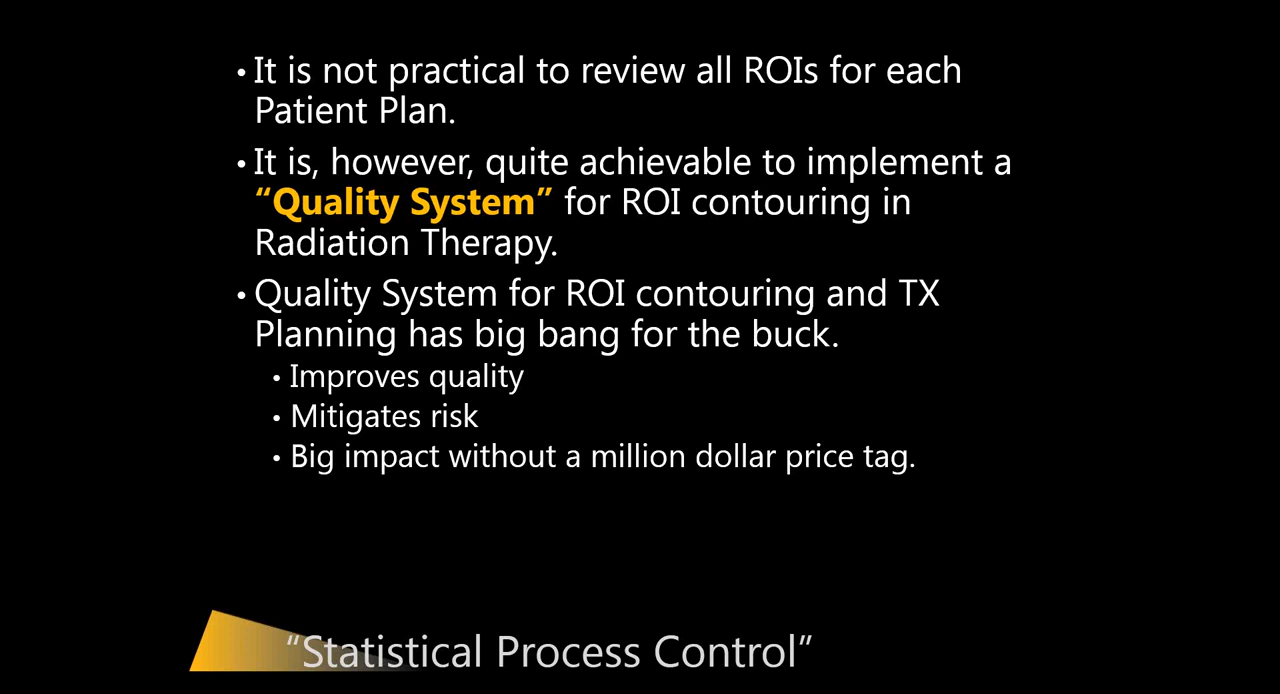 • It is not practical to review all ROIs for each
Patient Plan.
• It is, however, quite achievable to implement a
“Quality System” for ROI contouring in
Radiation Therapy.
• Quality System for ROI contouring and TX
Planning has big bang for the buck.
• Improves quality
• Mitigates risk
• Big impact without a million dollar price tag.
“Statistical Process Control”